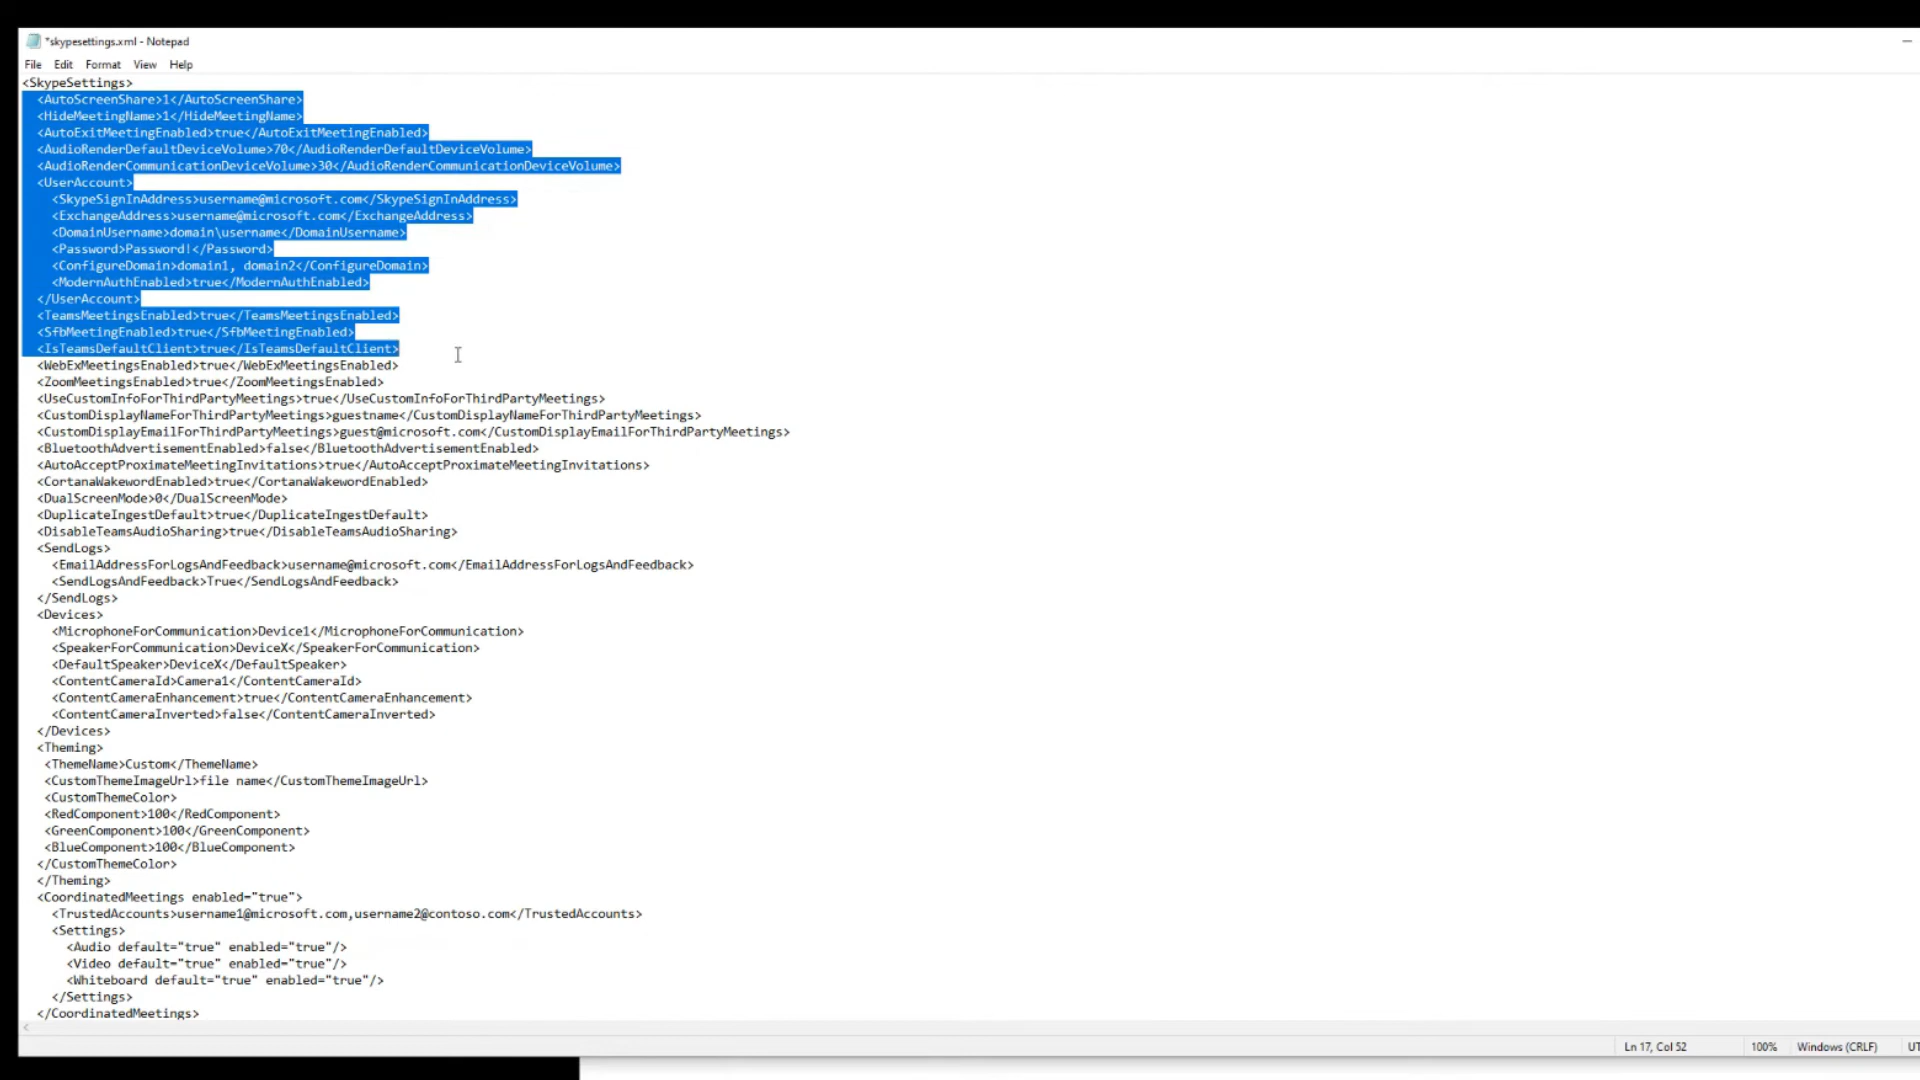 *skypesettings.xml - Notepad
File Edit Format View Help
<SkypeSettings>
<AutoScreenShare>1</AutoScreenShare>
<HideMeetingName>1</HideMeetingName>
<AutoExitMeetingEnabled>true</AutoExitMeetingEnabled>
<AudioRenderDefaultDeviceVolume>70</AudioRenderDefaultDeviceVolume>
<AudioRenderCommunicationDeviceVolume>30</AudioRenderCommunicationDeviceVolume>
<UserAccount>
<SkypeSignInAddress>username@microsoft.com</SkypeSignInAddress>
<ExchangeAddress>username@microsoft.com</ExchangeAddress>
<DomainUsername>domain\username</DomainUsername>
<Password>Password!</Password>
<ConfigureDomain>domain1, domain2</ConfigureDomain>
<ModernAuthEnabled>true</ModernAuthEnabled>
</UserAccount>
<TeamsMeetingsEnabled>true</TeamsMeetingsEnabled>
<SfbMeetingEnabled>true</SfbMeetingEnabled>
<IsTeamsDefaultClient>true</IsTeamsDefaultClient>
<WebExMeetingsEnabled>true</WebExMeetingsEnabled>
<ZoomMeetingsEnabled>true</ZoomMeetingsEnabled>
<UseCustomInfoForThirdPartyMeetings>true</UseCustomInfoForThirdPartyMeetings>
<CustomDisplayNameForThirdPartyMeetings>guestname</CustomDisplayNameForThirdPartyMeetings>
<CustomDisplayEmailForThirdPartyMeetings>guest@microsoft.com</CustomDisplayEmailForThirdPartyMeetings>
<BluetoothAdvertisementEnabled>false</BluetoothAdvertisementEnabled>
<AutoAcceptProximateMeetingInvitations>true</AutoAcceptProximateMeetingInvitations>
<CortanaWakewordEnabled>true</CortanaWakewordEnabled>
<DualScreenMode>0</DualScreenMode>
<DuplicateIngestDefault>true</DuplicateIngestDefault>
<DisableTeamsAudioSharing>true</DisableTeamsAudioSharing>
<SendLogs>
<EmailAddressForLogsAndFeedback>username@microsoft.com</EmailAddressForLogsAndFeedback>
<SendLogsAndFeedback>True</SendLogsAndFeedback>
</SendLogs>
<Devices>
<MicrophoneForCommunication>Device1</MicrophoneForCommunication>
<SpeakerForCommunication>DeviceX</SpeakerForCommunication>
<DefaultSpeaker>DeviceX</DefaultSpeaker>
<ContentCameraId>Camera1</ContentCameraId>
<ContentCameraEnhancement>true</ContentCameraEnhancement>
<ContentCameraInverted>false</ContentCameraInverted>
</Devices>
<Theming>
<ThemeName>Custom</ThemeName>
<CustomThemeImageUrl>file name</CustomThemeImageUrl>
<CustomThemeColor>
<RedComponent>100</RedComponent>
<GreenComponent>100</GreenComponent>
<BlueComponent>100</BlueComponent>
</CustomThemeColor>
</Theming>
<CoordinatedMeetings enabled="true">
<TrustedAccounts>username1@microsoft.com,username2@contoso.com</TrustedAccounts>
<Settings>
<Audio default="true" enabled="true"/>
<Video default="true" enabled="true"/>
<Whiteboard default="true" enabled="true"/>
</Settings>
</CoordinatedMeetings>
Ln 17, Col 52 100% Windows (CRLF) UT